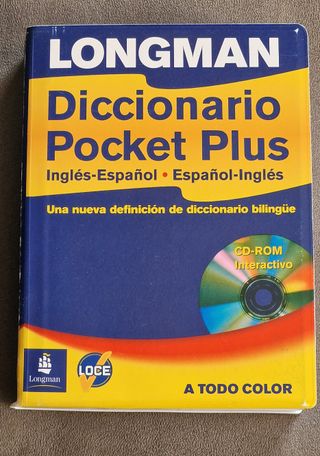 LONGMAN
Diccionario
Pocket Plus
Inglés-Español • Español-Inglés
Una nueva definición de diccionario bilingüe
CD-ROM
Interactivo
Longman
LOCE
A TODO COLOR